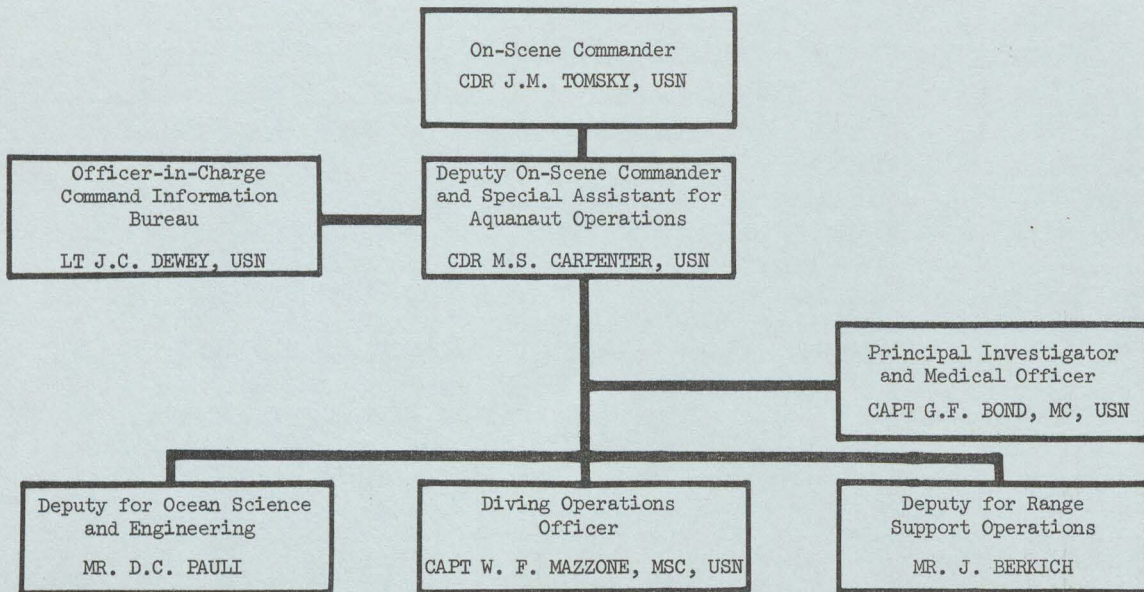 On-Scene Commander
CDR J.M. TOMSKY, USN
Officer-in-Charge
Command Information
Bureau
LT J.C. DEWEY, USN
Deputy On-Scene Commander
and Special Assistant for
Aquanaut Operations
CDR M.S. CARPENTER, USN
Principal Investigator
and Medical Officer
CAPT G.F. BOND, MC, USN
Deputy for Ocean Science
and Engineering
MR. D.C. PAULI
Diving Operations
Officer
CAPT W. F. MAZZONE, MSC, USN
Deputy for Range
Support Operations
MR. J. BERKICH